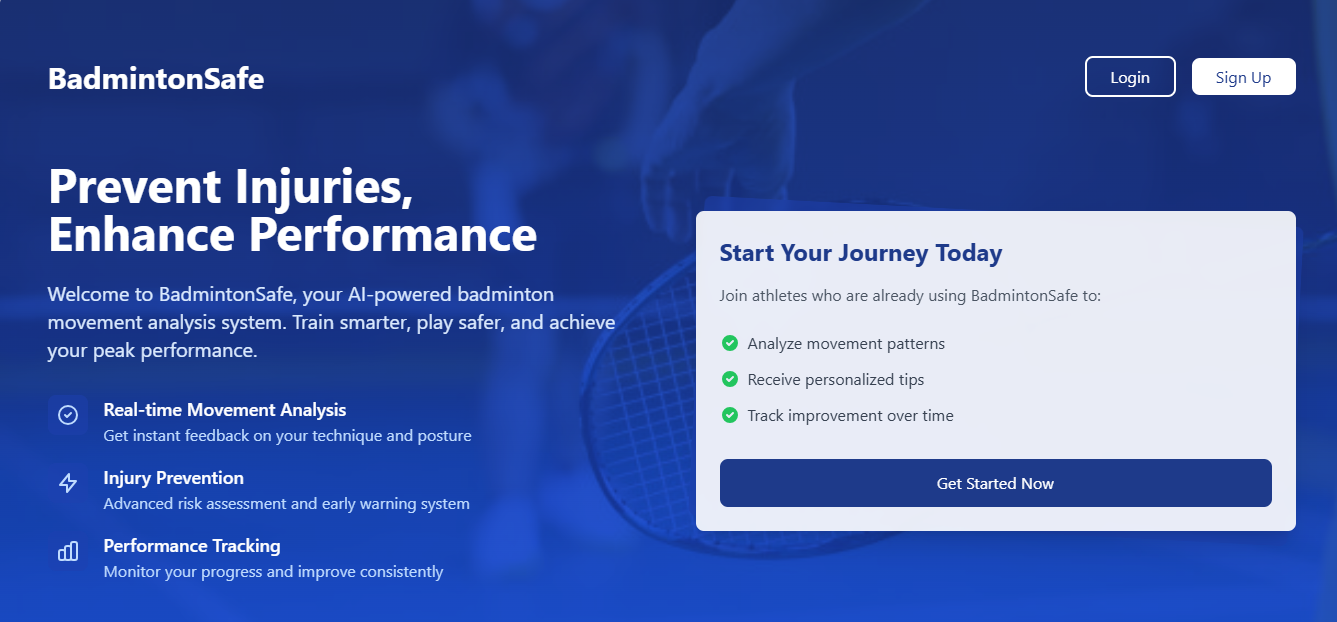 BadmintonSafe
Login
Sign Up
Prevent Injuries,
Enhance Performance
Welcome to BadmintonSafe, your AI-powered badminton
movement analysis system. Train smarter, play safer, and achieve
your peak performance.
Real-time Movement Analysis
Get instant feedback on your technique and posture
Injury Prevention
Advanced risk assessment and early warning system
Performance Tracking
Monitor your progress and improve consistently
Start Your Journey Today
Join athletes who are already using BadmintonSafe to:
Analyze movement patterns
Receive personalized tips
Track improvement over time
Get Started Now